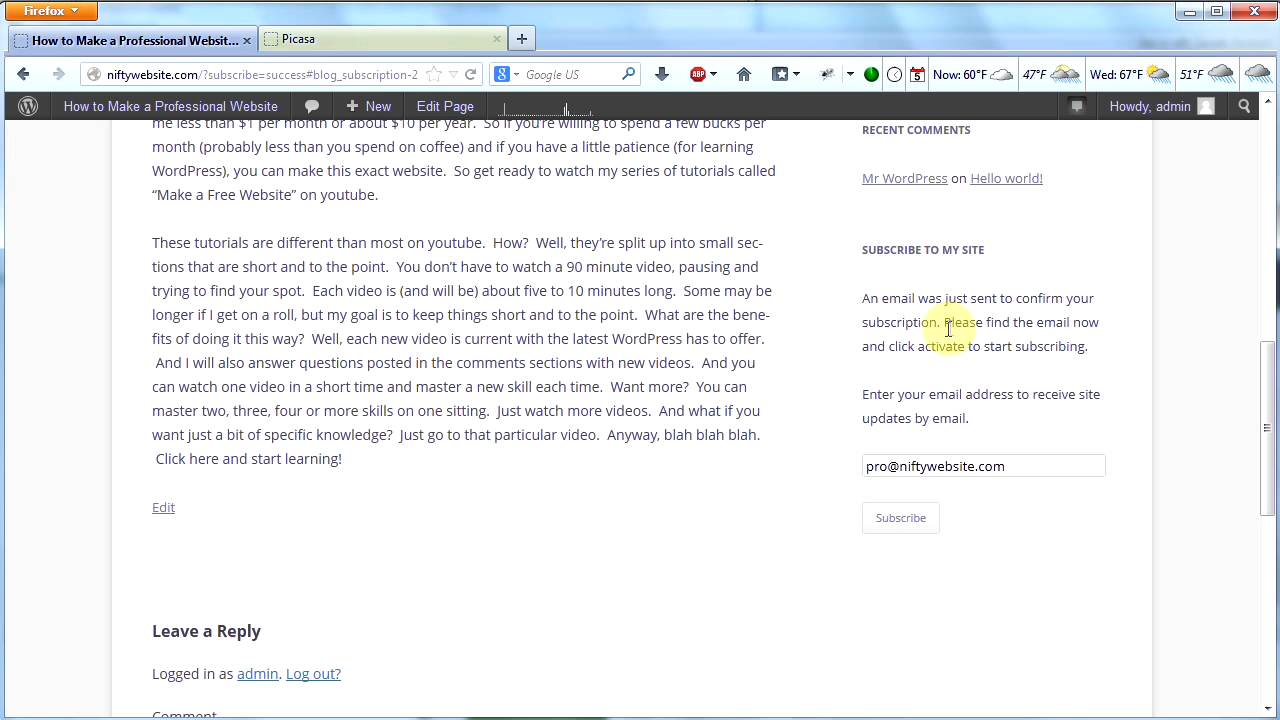 Firefox
How to Make a Professional Websit...
Picasa
niftywebsite.com/?subscribe=success#blog_subscription-2
Google US
ABP
5
Now: 60°F
47°F
Wed: 67°F
51°F
How to Make a Professional Website
New
Edit Page
Howdy, admin
me less than $1 per month or about $10 per year.  So if you’re willing to spend a few bucks per
month (probably less than you spend on coffee) and if you have a little patience (for learning
WordPress), you can make this exact website.  So get ready to watch my series of tutorials called
“Make a Free Website” on youtube.
These tutorials are different than most on youtube.  How?  Well, they’re split up into small sec-
tions that are short and to the point.  You don’t have to watch a 90 minute video, pausing and
trying to find your spot.  Each video is (and will be) about five to 10 minutes long.  Some may be
longer if I get on a roll, but my goal is to keep things short and to the point.  What are the bene-
fits of doing it this way?  Well, each new video is current with the latest WordPress has to offer.
And I will also answer questions posted in the comments sections with new videos.  And you
can watch one video in a short time and master a new skill each time.  Want more?  You can
master two, three, four or more skills on one sitting.  Just watch more videos.  And what if you
want just a bit of specific knowledge?  Just go to that particular video.  Anyway, blah blah blah.
Click here and start learning!
Edit
Leave a Reply
Logged in as admin. Log out?
Comment
RECENT COMMENTS
Mr WordPress on Hello world!
SUBSCRIBE TO MY SITE
An email was just sent to confirm your
subscription. Please find the email now
and click activate to start subscribing.
Enter your email address to receive site
updates by email.
pro@niftywebsite.com
Subscribe